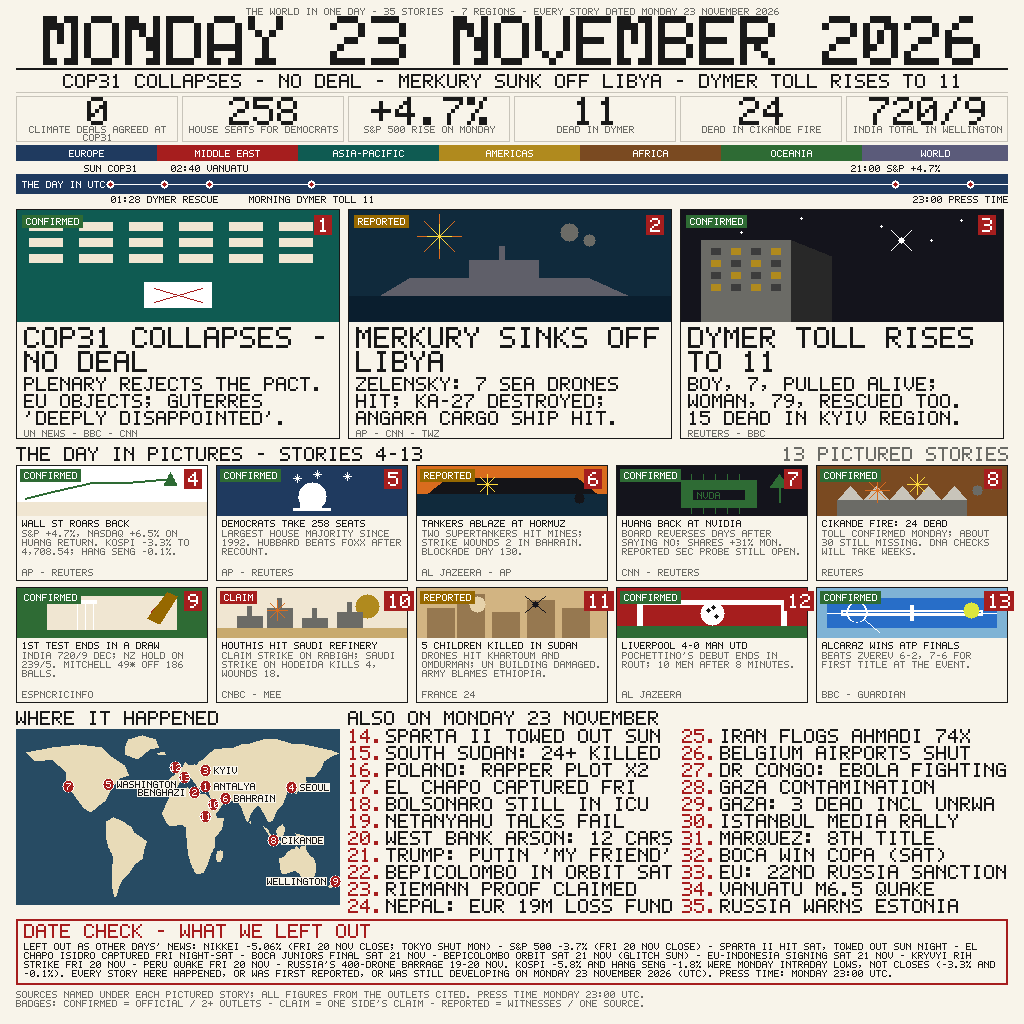 THE WORLD IN ONE DAY - 35 STORIES - 7 REGIONS - EVERY STORY DATED MONDAY 23 NOVEMBER 2026
MONDAY 23 NOVEMBER 2026
COP31 COLLAPSES - NO DEAL - MERKURY SUNK OFF LIBYA - DYMER TOLL RISES TO 11
0
CLIMATE DEALS AGREED AT
COP31
258
HOUSE SEATS FOR DEMOCRATS
+4.7%
S&P 500 RISE ON MONDAY
11
DEAD IN DYMER
24
DEAD IN CIKANDE FIRE
720/9
INDIA TOTAL IN WELLINGTON
EUROPE MIDDLE EAST ASIA-PACIFIC AMERICAS AFRICA OCEANIA WORLD
SUN COP31 02:40 VANUATU 21:00 S&P +4.7%
THE DAY IN UTC
01:28 DYMER RESCUE MORNING DYMER TOLL 11 23:00 PRESS TIME
CONFIRMED 1
COP31 COLLAPSES -
NO DEAL
PLENARY REJECTS THE PACT.
EU OBJECTS; GUTERRES
'DEEPLY DISAPPOINTED'.
UN NEWS - BBC - CNN
REPORTED 2
MERKURY SINKS OFF
LIBYA
ZELENSKY: 7 SEA DRONES
HIT; KA-27 DESTROYED;
ANGARA CARGO SHIP HIT.
AP - CNN - TWZ
CONFIRMED 3
DYMER TOLL RISES
TO 11
BOY, 7, PULLED ALIVE;
WOMAN, 79, RESCUED TOO.
15 DEAD IN KYIV REGION.
REUTERS - BBC
THE DAY IN PICTURES - STORIES 4-13
13 PICTURED STORIES
CONFIRMED 4
WALL ST ROARS BACK
S&P +4.7%, NASDAQ +6.5% ON
HUANG RETURN. KOSPI -3.3% TO
4,708.54; HANG SENG -0.1%.
AP - REUTERS
CONFIRMED 5
DEMOCRATS TAKE 258 SEATS
LARGEST HOUSE MAJORITY SINCE
1992. HUBBARD BEATS FOXX AFTER
RECOUNT.
AP - REUTERS
REPORTED 6
TANKERS ABLAZE AT HORMUZ
TWO SUPERTANKERS HIT MINES;
STRIKE WOUNDS 2 IN BAHRAIN.
BLOCKADE DAY 130.
AL JAZEERA - AP
CONFIRMED 7
NVDA
HUANG BACK AT NVIDIA
BOARD REVERSES DAYS AFTER
SAYING NO; SHARES +31% MON.
REPORTED SEC PROBE STILL OPEN.
CNN - REUTERS
CONFIRMED 8
CIKANDE FIRE: 24 DEAD
TOLL CONFIRMED MONDAY; ABOUT
30 STILL MISSING. DNA CHECKS
WILL TAKE WEEKS.
REUTERS
CONFIRMED 9
1ST TEST ENDS IN A DRAW
INDIA 720/9 DEC; NZ HOLD ON
239/5. MITCHELL 49* OFF 186
BALLS.
ESPNCRICINFO
CLAIM 10
HOUTHIS HIT SAUDI REFINERY
CLAIM STRIKE ON RABIGH; SAUDI
STRIKE ON HODEIDA KILLS 4,
WOUNDS 18.
CNBC - MEE
REPORTED 11
5 CHILDREN KILLED IN SUDAN
DRONES HIT KHARTOUM AND
OMDURMAN; UN BUILDING DAMAGED.
ARMY BLAMES ETHIOPIA.
FRANCE 24
CONFIRMED 12
LIVERPOOL 4-0 MAN UTD
POCHETTINO'S DEBUT ENDS IN
ROUT; 10 MEN AFTER 8 MINUTES.
AL JAZEERA
CONFIRMED 13
ALCARAZ WINS ATP FINALS
BEATS ZVEREV 6-2, 7-6 FOR
FIRST TITLE AT THE EVENT.
BBC - GUARDIAN
WHERE IT HAPPENED
12
13
3 KYIV
7
5 WASHINGTON
1 ANTALYA
4 SEOUL
BENGHAZI 2
6 BAHRAIN
10
11
8 CIKANDE
WELLINGTON 9
ALSO ON MONDAY 23 NOVEMBER
14. SPARTA II TOWED OUT SUN
15. SOUTH SUDAN: 24+ KILLED
16. POLAND: RAPPER PLOT X2
17. EL CHAPO CAPTURED FRI
18. BOLSONARO STILL IN ICU
19. NETANYAHU TALKS FAIL
20. WEST BANK ARSON: 12 CARS
21. TRUMP: PUTIN 'MY FRIEND'
22. BEPICOLOMBO IN ORBIT SAT
23. RIEMANN PROOF CLAIMED
24. NEPAL: EUR 19M LOSS FUND
25. IRAN FLOGS AHMADI 74X
26. BELGIUM AIRPORTS SHUT
27. DR CONGO: EBOLA FIGHTING
28. GAZA CONTAMINATION
29. GAZA: 3 DEAD INCL UNRWA
30. ISTANBUL MEDIA RALLY
31. MARQUEZ: 8TH TITLE
32. BOCA WIN COPA (SAT)
33. EU: 22ND RUSSIA SANCTION
34. VANUATU M6.5 QUAKE
35. RUSSIA WARNS ESTONIA
DATE CHECK - WHAT WE LEFT OUT
LEFT OUT AS OTHER DAYS' NEWS: NIKKEI -5.06% (FRI 20 NOV CLOSE; TOKYO SHUT MON) - S&P 500 -3.7% (FRI 20 NOV CLOSE) - SPARTA II HIT SAT, TOWED OUT SUN NIGHT - EL
CHAPO ISIDRO CAPTURED FRI NIGHT-SAT - BOCA JUNIORS FINAL SAT 21 NOV - BEPICOLOMBO ORBIT SAT 21 NOV (GLITCH SUN) - EU-INDONESIA SIGNING SAT 21 NOV - KRYVYI RIH
STRIKE FRI 20 NOV - PERU QUAKE FRI 20 NOV - RUSSIA'S 400-DRONE BARRAGE 19-20 NOV. KOSPI -5.8% AND HANG SENG -1.8% WERE MONDAY INTRADAY LOWS, NOT CLOSES (-3.3% AND
-0.1%). EVERY STORY HERE HAPPENED, OR WAS FIRST REPORTED, OR WAS STILL DEVELOPING ON MONDAY 23 NOVEMBER 2026 (UTC). PRESS TIME: MONDAY 23:00 UTC.
SOURCES NAMED UNDER EACH PICTURED STORY; ALL FIGURES FROM THE OUTLETS CITED. PRESS TIME MONDAY 23:00 UTC.
BADGES: CONFIRMED = OFFICIAL / 2+ OUTLETS - CLAIM = ONE SIDE'S CLAIM - REPORTED = WITNESSES / ONE SOURCE.